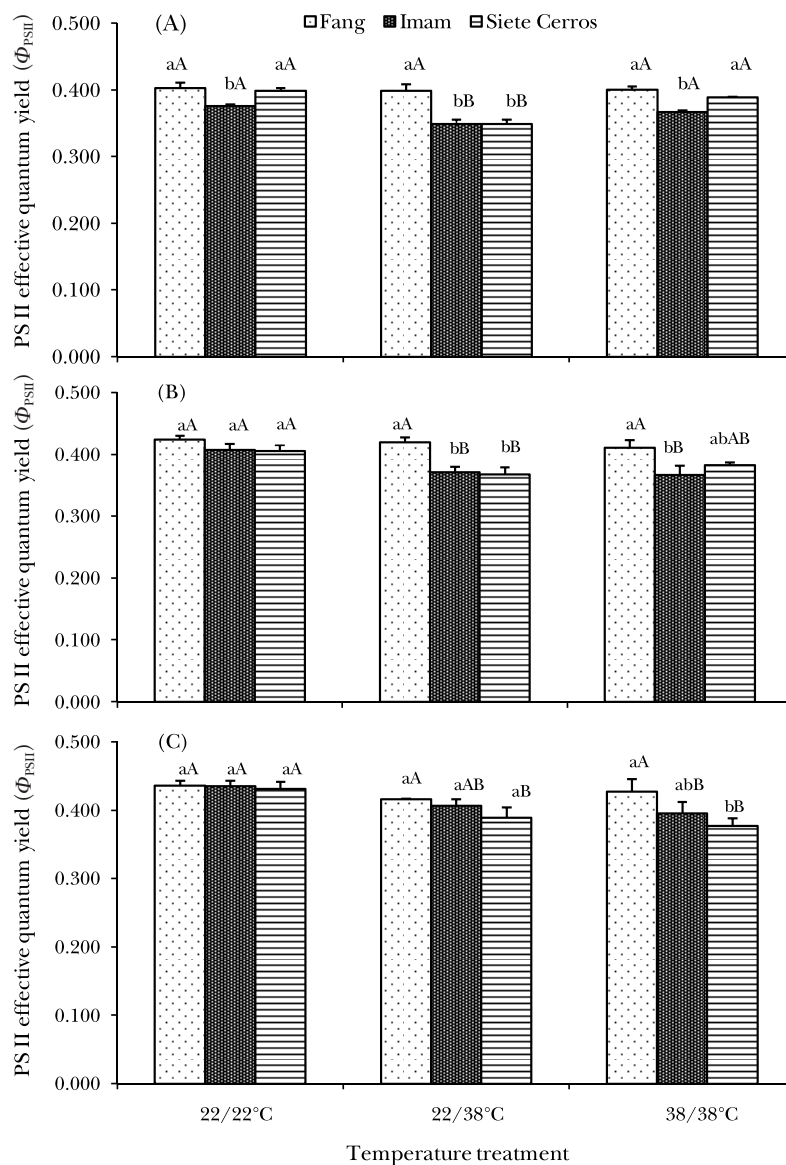 (A) Fang Imam Siete Cerros
PS II effective quantum yield (ΦPSII)
0.500
0.400
0.300
0.200
0.100
0.000
aA bA aA aA bB bB aA bA aA
(B)
PS II effective quantum yield (ΦPSII)
0.500
0.400
0.300
0.200
0.100
0.000
aA aA aA aA bB bB aA bB abAB
(C)
PS II effective quantum yield (ΦPSII)
0.500
0.400
0.300
0.200
0.100
0.000
aA aA aA aA aAB aB aA abB bB
22/22°C 22/38°C 38/38°C
Temperature treatment